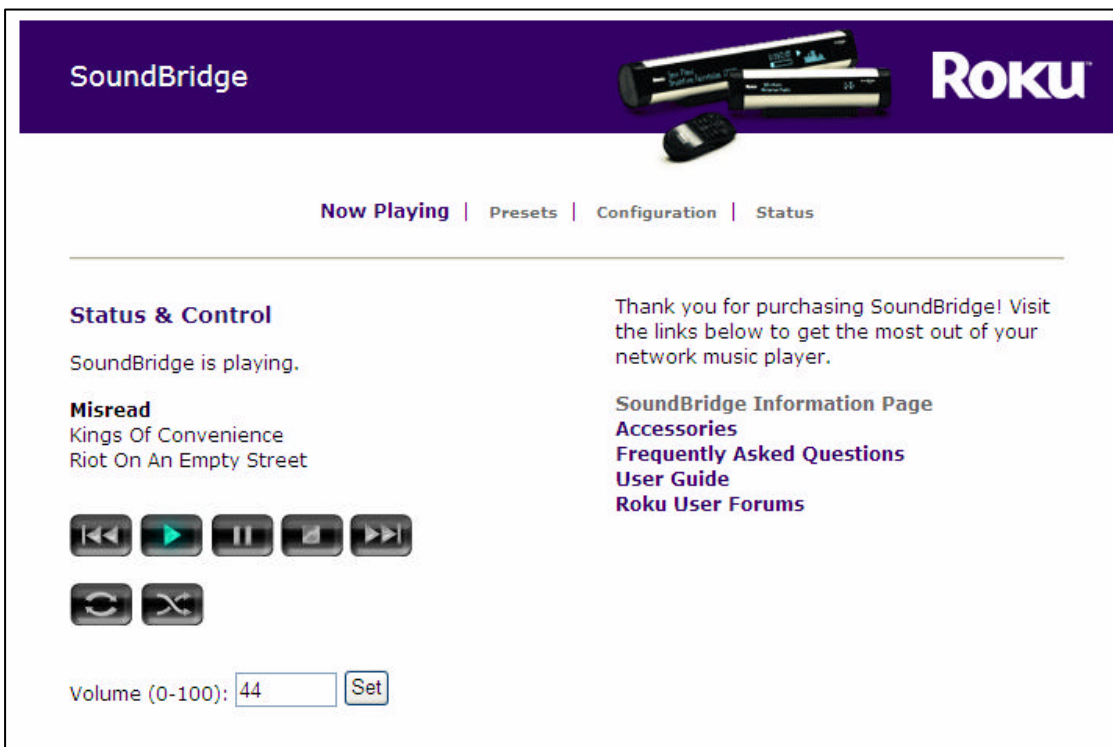 SoundBridge
Roku
Now Playing | Presets | Configuration | Status
Status & Control
SoundBridge is playing.
Misread
Kings Of Convenience
Riot On An Empty Street
Volume (0-100): 44 Set
Thank you for purchasing SoundBridge! Visit
the links below to get the most out of your
network music player.
SoundBridge Information Page
Accessories
Frequently Asked Questions
User Guide
Roku User Forums